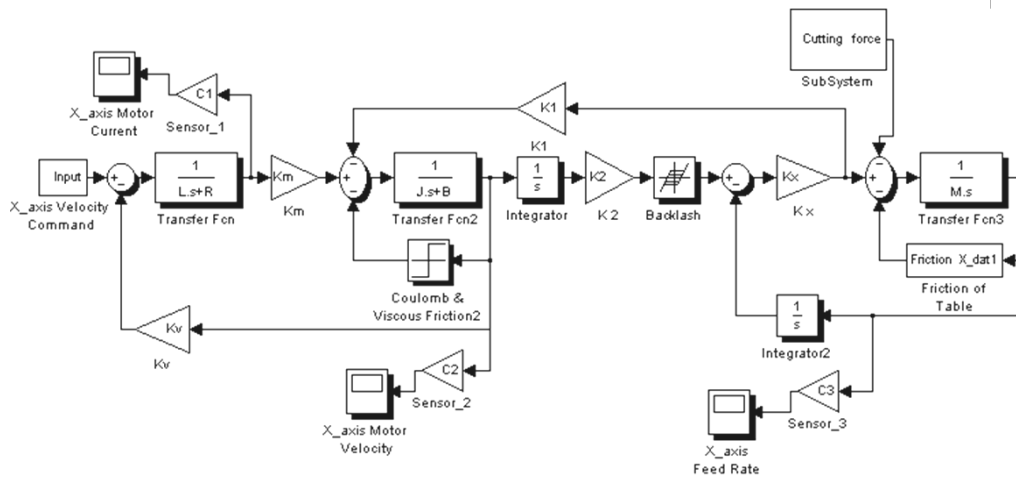 Cutting force
SubSystem
C1
X_axis Motor
Current
Sensor_1
K1
K1
Input
X_axis Velocity
Command
+
−
1
L.s+R
Transfer Fcn
Km
Km
−
+
−
1
J.s+B
Transfer Fcn2
1
s
Integrator
K2
K2
Backlash
+
−
Kx
Kx
−
+
−
1
M.s
Transfer Fcn3
Coulomb &
Viscous Friction2
Friction X_dat1
Friction of
Table
Kv
Kv
1
s
Integrator2
C2
Sensor_2
X_axis Motor
Velocity
C3
Sensor_3
X_axis
Feed Rate